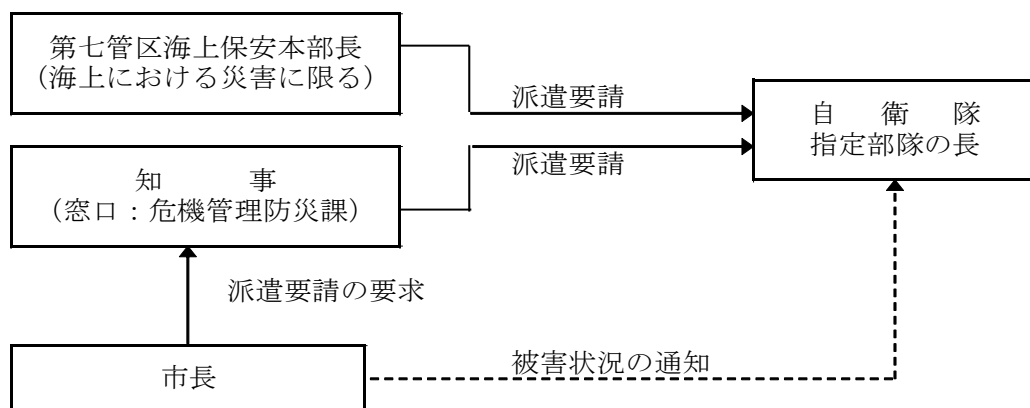 第七管区海上保安本部長
（海上における災害に限る）
派遣要請
自　衛　隊
指定部隊の長
知　　　事
（窓口：危機管理防災課）
派遣要請
派遣要請の要求
市長
被害状況の通知